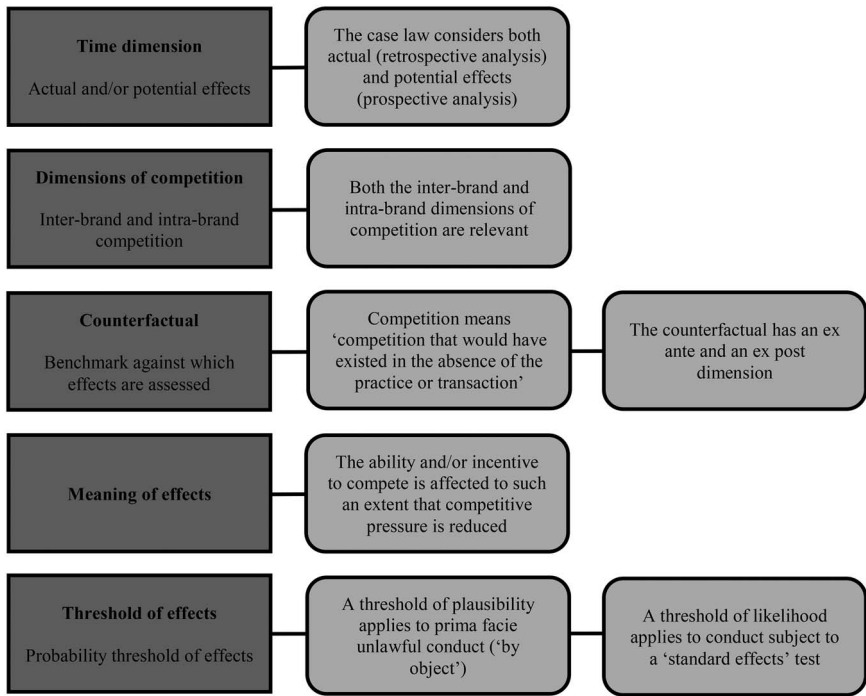 Time dimension
Actual and/or potential effects
The case law considers both
actual (retrospective analysis)
and potential effects
(prospective analysis)
Dimensions of competition
Inter-brand and intra-brand
competition
Both the inter-brand and
intra-brand dimensions of
competition are relevant
Counterfactual
Benchmark against which
effects are assessed
Competition means
‘competition that would have
existed in the absence of the
practice or transaction’
The counterfactual has an ex
ante and an ex post
dimension
Meaning of effects
The ability and/or incentive
to compete is affected to such
an extent that competitive
pressure is reduced
Threshold of effects
Probability threshold of effects
A threshold of plausibility
applies to prima facie
unlawful conduct (‘by
object’)
A threshold of likelihood
applies to conduct subject to
a ‘standard effects’ test